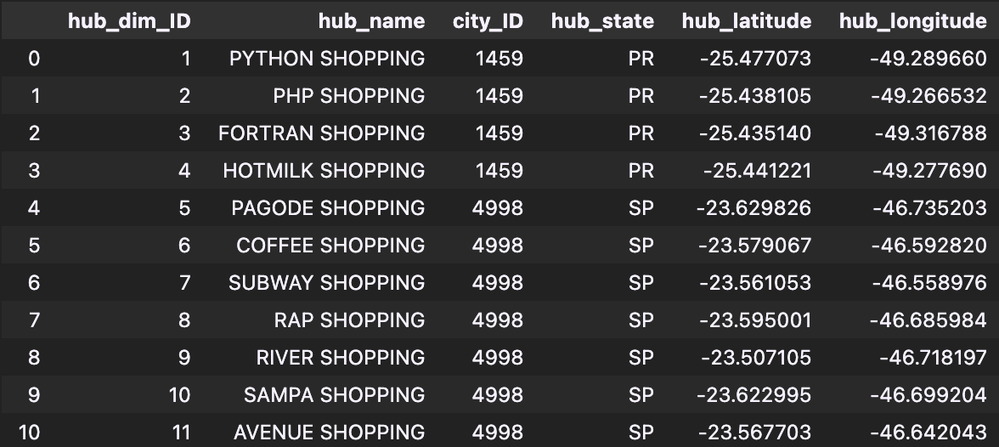 hub_dim_ID hub_name city_ID hub_state hub_latitude hub_longitude
0 1 PYTHON SHOPPING 1459 PR -25.477073 -49.289660
1 2 PHP SHOPPING 1459 PR -25.438105 -49.266532
2 3 FORTRAN SHOPPING 1459 PR -25.435140 -49.316788
3 4 HOTMILK SHOPPING 1459 PR -25.441221 -49.277690
4 5 PAGODE SHOPPING 4998 SP -23.629826 -46.735203
5 6 COFFEE SHOPPING 4998 SP -23.579067 -46.592820
6 7 SUBWAY SHOPPING 4998 SP -23.561053 -46.558976
7 8 RAP SHOPPING 4998 SP -23.595001 -46.685984
8 9 RIVER SHOPPING 4998 SP -23.507105 -46.718197
9 10 SAMPA SHOPPING 4998 SP -23.622995 -46.699204
10 11 AVENUE SHOPPING 4998 SP -23.567703 -46.642043